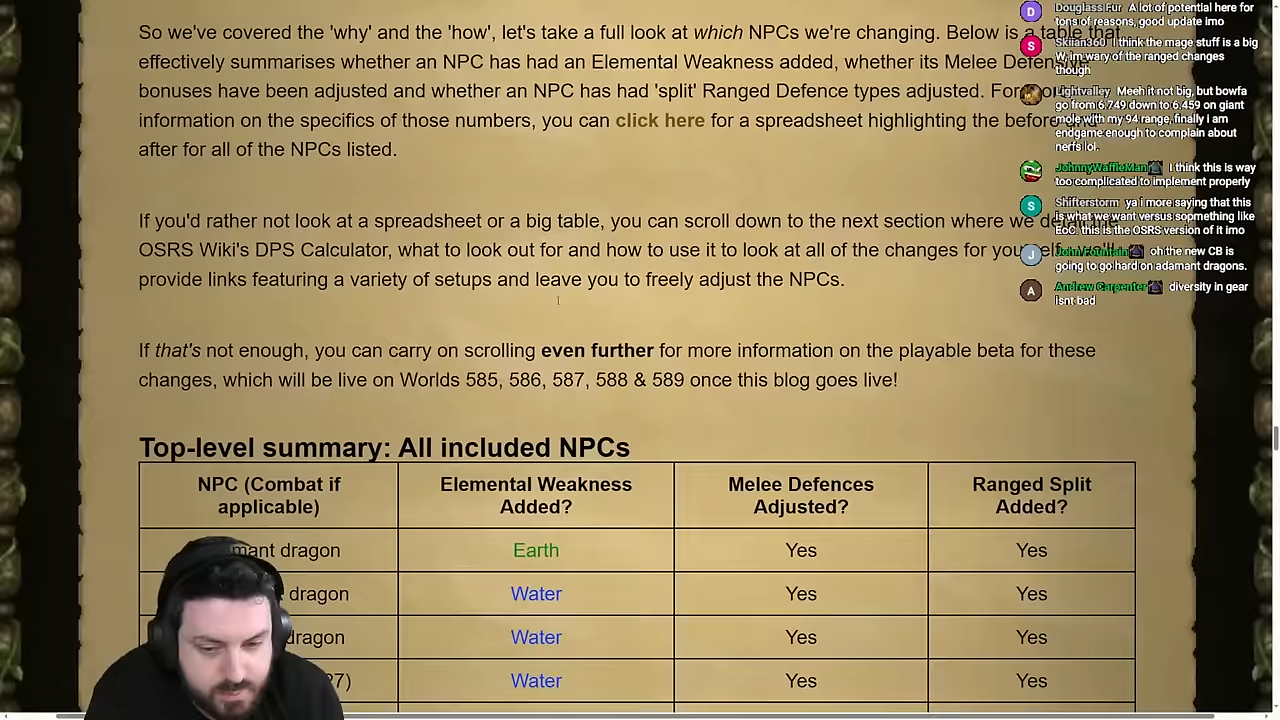 So we've covered the 'why' and the 'how', let's take a full look at which NPCs we're changing. Below is a table that
effectively summarises whether an NPC has had an Elemental Weakness added, whether its Melee Defensive
bonuses have been adjusted and whether an NPC has had 'split' Ranged Defence types adjusted. For
information on the specifics of those numbers, you can click here for a spreadsheet highlighting the before
after for all of the NPCs listed.
If you'd rather not look at a spreadsheet or a big table, you can scroll down to the next section where we
OSRS Wiki's DPS Calculator, what to look out for and how to use it to look at all of the changes for yourself
provide links featuring a variety of setups and leave you to freely adjust the NPCs.
If that's not enough, you can carry on scrolling even further for more information on the playable beta for these
changes, which will be live on Worlds 585, 586, 587, 588 & 589 once this blog goes live!
Top-level summary: All included NPCs
NPC (Combat if
applicable)
Elemental Weakness
Added?
Melee Defences
Adjusted?
Ranged Split
Added?
mant dragon Earth Yes Yes
dragon Water Yes Yes
dragon Water Yes Yes
27) Water Yes Yes
D Douglass Fur A lot of potential here for
tons of reasons, good update imo
S Skiian360 I think the mage stuff is a big
W, im wary of the ranged changes
though
Lightvalley Meeh it not big, but bowfa
go from 6.749 down to 6.459 on giant
mole with my 94 range, finally i am
endgame enough to complain about
nerfs lol.
JohnnyWaffleMan I think this is way
too complicated to implement properly
S Shifterstorm ya i more saying that this
is what we want versus sopmething like
EoC. this is the OSRS version of it imo
J John Fountain oh the new CB is
going to go hard on adamant dragons.
A Andrew Carpenter diversity in gear
isnt bad